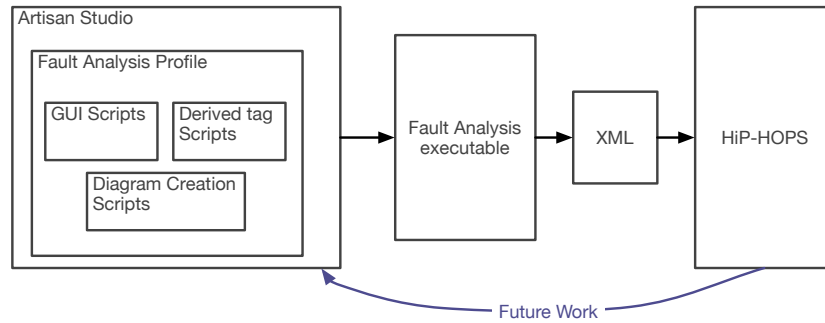 Artisan Studio
Fault Analysis Profile
GUI Scripts
Derived tag
Scripts
Diagram Creation
Scripts
Fault Analysis
executable
XML
HiP-HOPS
Future Work